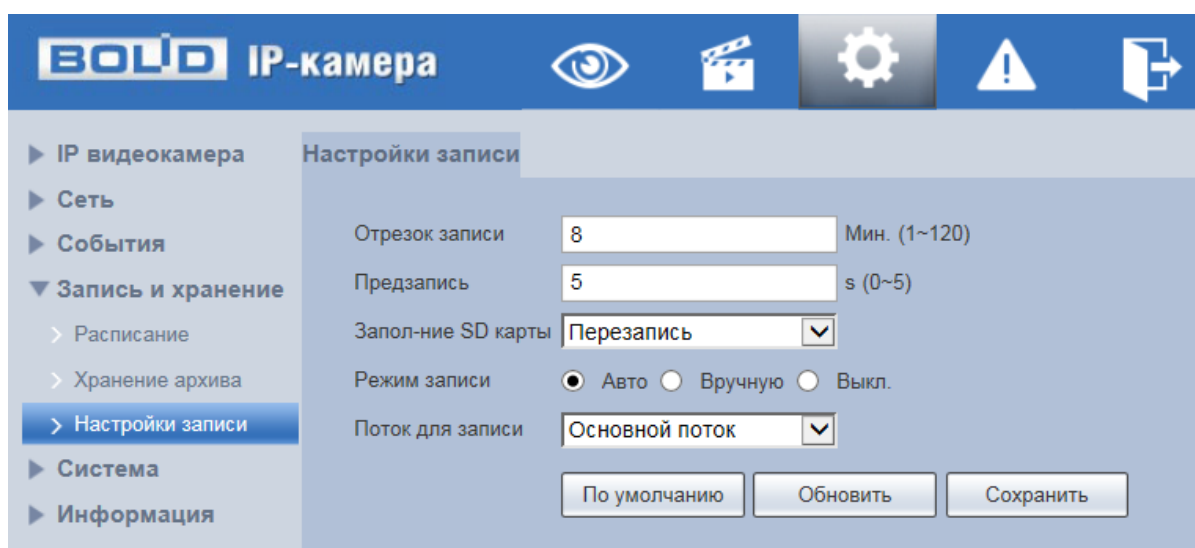 BOLID IP-камера
IP видеокамера
Сеть
События
Запись и хранение
Расписание
Хранение архива
Настройки записи
Система
Информация
Настройки записи
Отрезок записи 8 Мин. (1~120)
Предзапись 5 s (0~5)
Запол-ние SD карты Перезапись
Режим записи Авто Вручную Выкл.
Поток для записи Основной поток
По умолчанию Обновить Сохранить